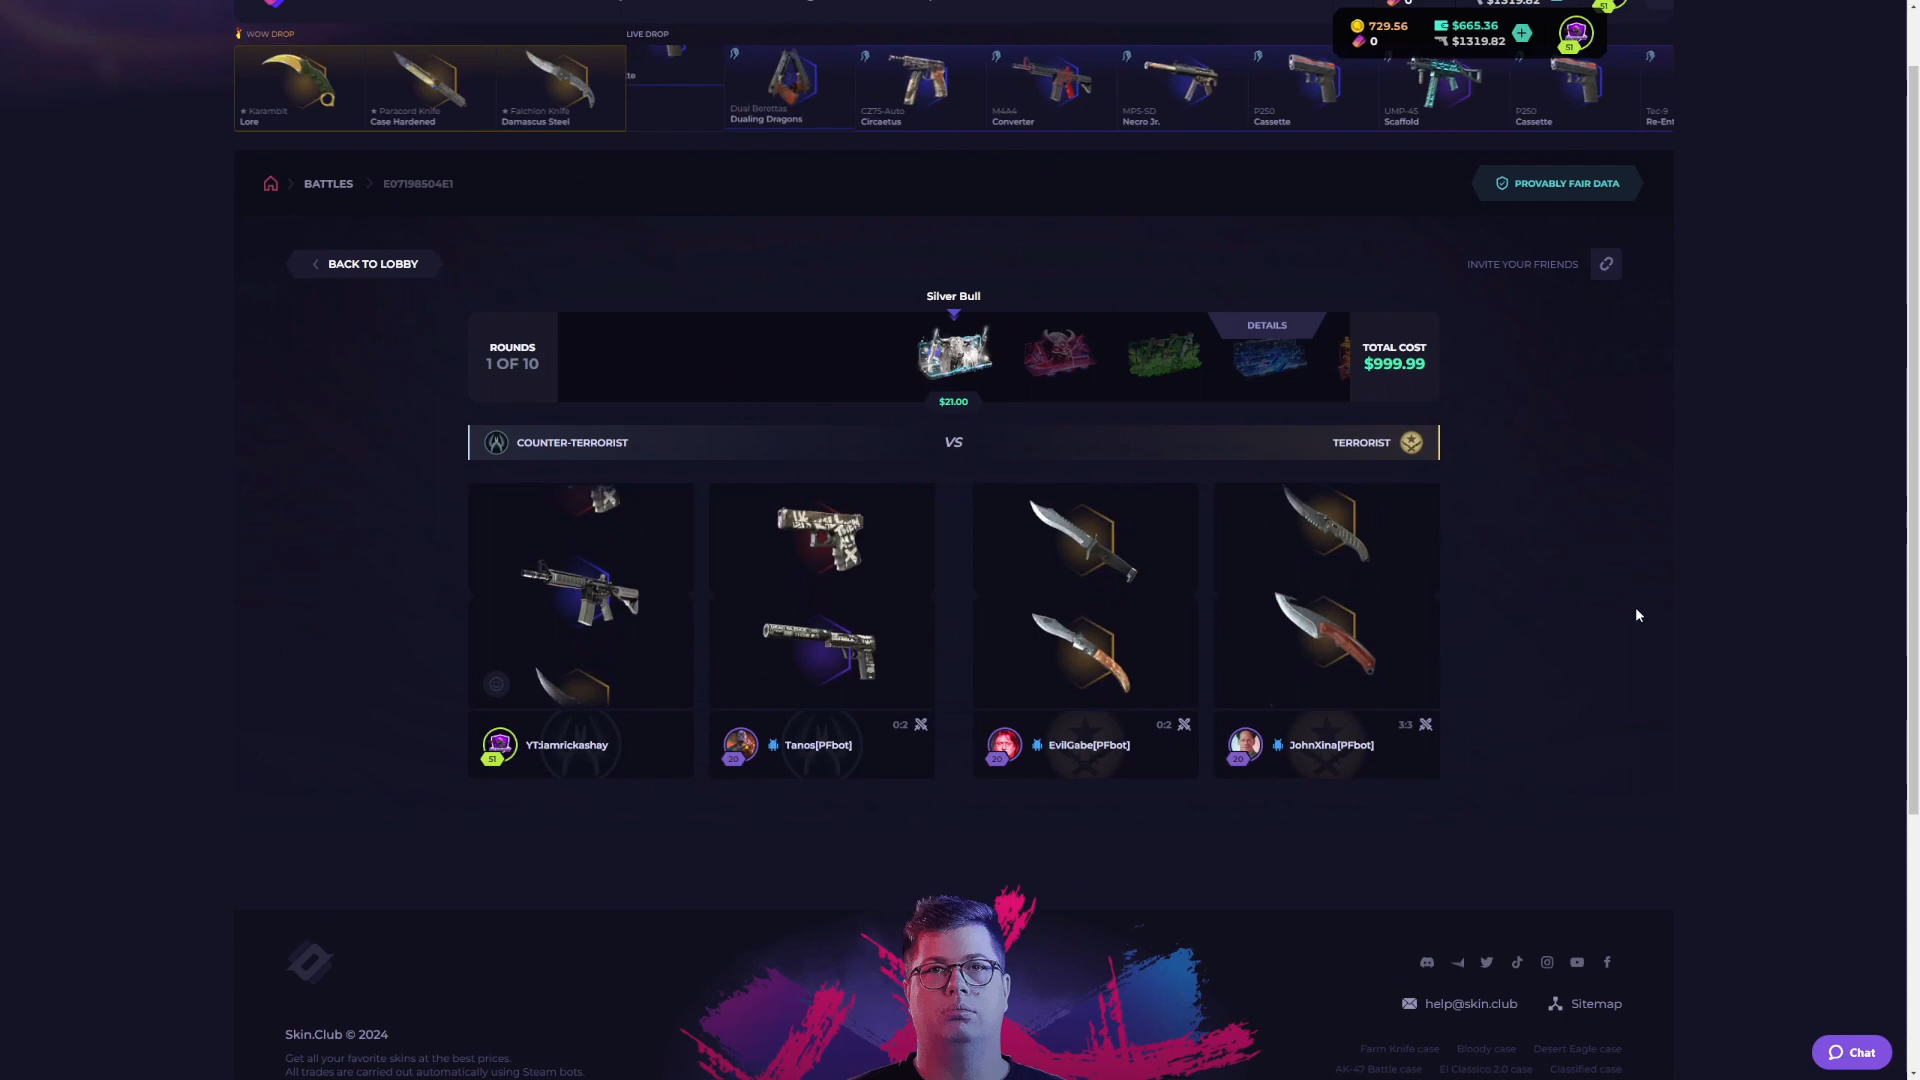 WOW DROP
LIVE DROP
729.56
$665.36
0
$1319.82
51
★ Karambit
Lore
★ Paracord Knife
Case Hardened
★ Falchion Knife
Damascus Steel
Dual Berettas
Dualing Dragons
CZ75-Auto
Circaetus
M4A4
Converter
MP5-SD
Necro Jr.
P250
Cassette
UMP-45
Scaffold
P250
Cassette
Tec-9
Re-Ent
BATTLES
E07198504E1
PROVABLY FAIR DATA
BACK TO LOBBY
INVITE YOUR FRIENDS
Silver Bull
DETAILS
ROUNDS
1 OF 10
TOTAL COST
$999.99
$21.00
COUNTER-TERRORIST
VS
TERRORIST
YT:iamrickashay
51
0:2
Tanos[PFbot]
20
0:2
EvilGabe[PFbot]
20
3:3
JohnXina[PFbot]
20
help@skin.club
Sitemap
Skin.Club © 2024
Get all your favorite skins at the best prices.
All trades are carried out automatically using Steam bots.
Farm Knife case
Bloody case
Desert Eagle case
AK-47 Battle case
El Classico 2.0 case
Classified case
Chat